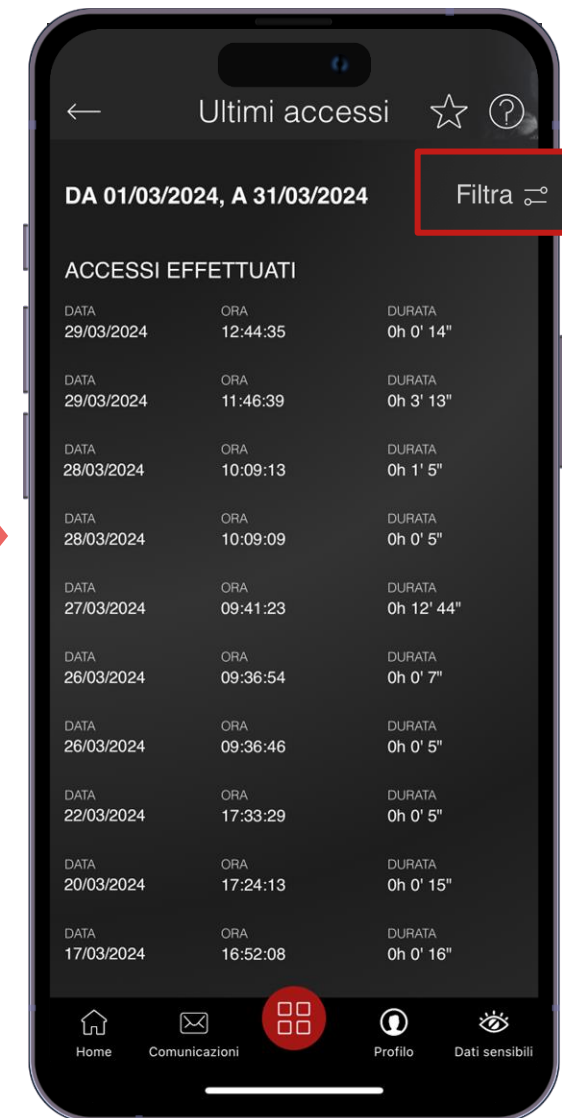 Ultimi accessi
DA 01/03/2024, A 31/03/2024 Filtra
ACCESSI EFFETTUATI
DATA ORA DURATA
29/03/2024 12:44:35 0h 0' 14"
DATA ORA DURATA
29/03/2024 11:46:39 0h 3' 13"
DATA ORA DURATA
28/03/2024 10:09:13 0h 1' 5"
DATA ORA DURATA
28/03/2024 10:09:09 0h 0' 5"
DATA ORA DURATA
27/03/2024 09:41:23 0h 12' 44"
DATA ORA DURATA
26/03/2024 09:36:54 0h 0' 7"
DATA ORA DURATA
26/03/2024 09:36:46 0h 0' 5"
DATA ORA DURATA
22/03/2024 17:33:29 0h 0' 5"
DATA ORA DURATA
20/03/2024 17:24:13 0h 0' 15"
DATA ORA DURATA
17/03/2024 16:52:08 0h 0' 16"
Home Comunicazioni Profilo Dati sensibili